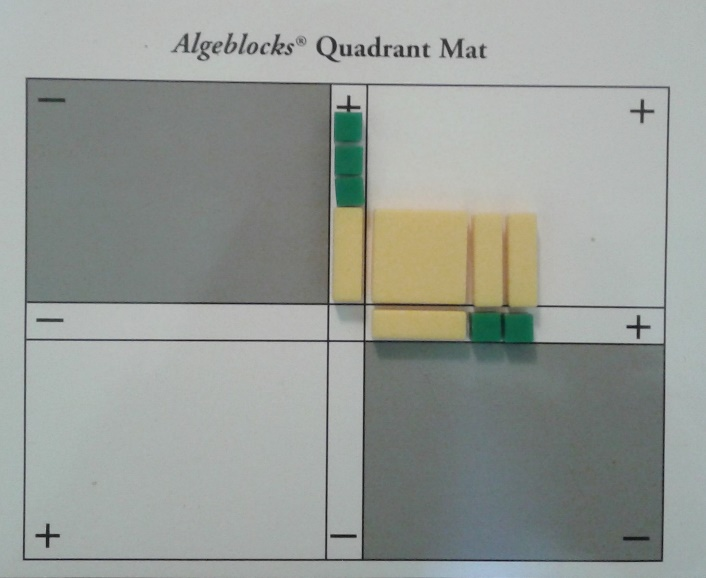 Algeblocks® Quadrant Mat
− + +
− +
+ − −